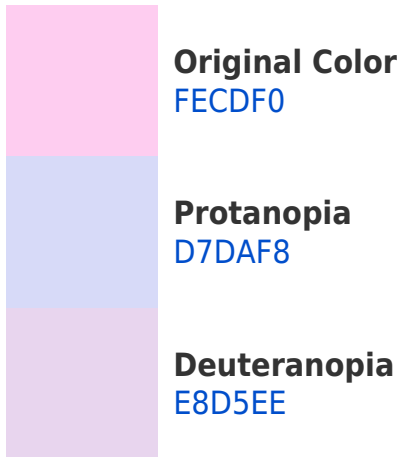 Original Color
FECDF0
Protanopia
D7DAF8
Deuteranopia
E8D5EE